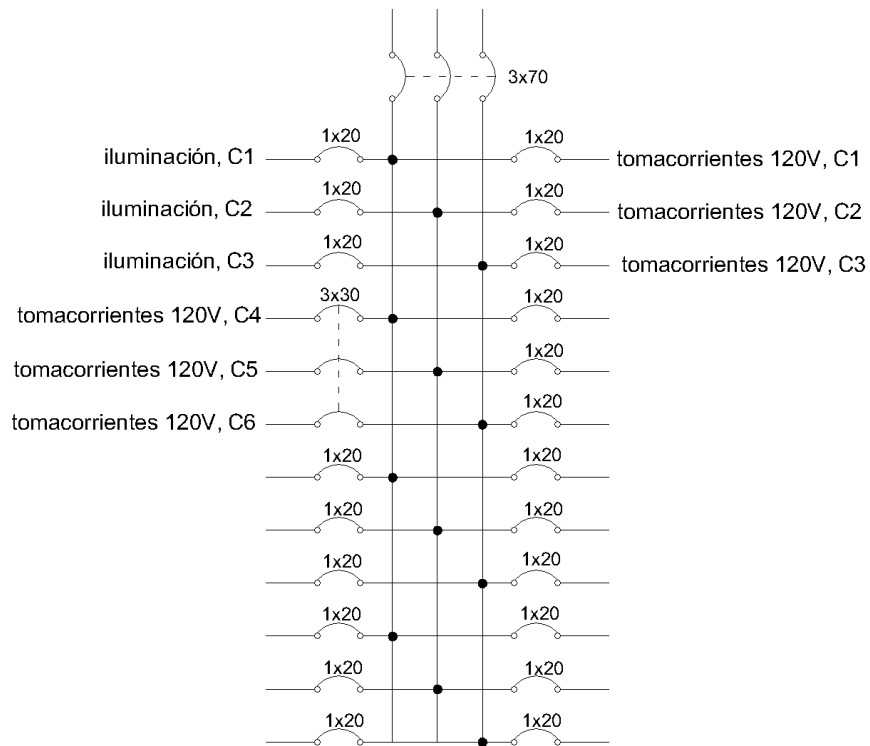 3x70
iluminación, C1 1x20 1x20 tomacorrientes 120V, C1
iluminación, C2 1x20 1x20 tomacorrientes 120V, C2
iluminación, C3 1x20 1x20 tomacorrientes 120V, C3
tomacorrientes 120V, C4 3x30 1x20
tomacorrientes 120V, C5 1x20
tomacorrientes 120V, C6 1x20
1x20 1x20
1x20 1x20
1x20 1x20
1x20 1x20
1x20 1x20
1x20 1x20